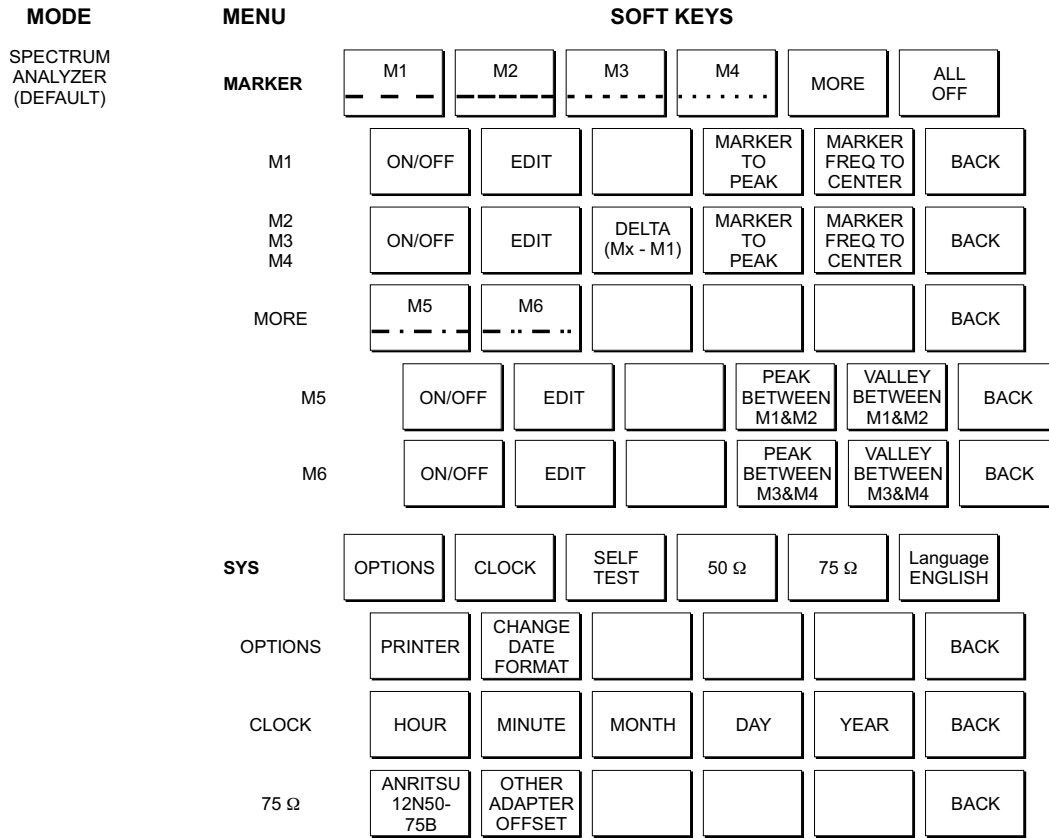 MODE MENU SOFT KEYS
SPECTRUM
ANALYZER
(DEFAULT)
MARKER
M1
M2
M3
M4
MORE
ALL
OFF
M1
ON/OFF
EDIT
MARKER
TO
PEAK
MARKER
FREQ TO
CENTER
BACK
M2
M3
M4
ON/OFF
EDIT
DELTA
(Mx - M1)
MARKER
TO
PEAK
MARKER
FREQ TO
CENTER
BACK
MORE
M5
M6
BACK
M5
ON/OFF
EDIT
PEAK
BETWEEN
M1&M2
VALLEY
BETWEEN
M1&M2
BACK
M6
ON/OFF
EDIT
PEAK
BETWEEN
M3&M4
VALLEY
BETWEEN
M3&M4
BACK
SYS
OPTIONS
CLOCK
SELF
TEST
50 Ω
75 Ω
Language
ENGLISH
OPTIONS
PRINTER
CHANGE
DATE
FORMAT
BACK
CLOCK
HOUR
MINUTE
MONTH
DAY
YEAR
BACK
75 Ω
ANRITSU
12N50-
75B
OTHER
ADAPTER
OFFSET
BACK